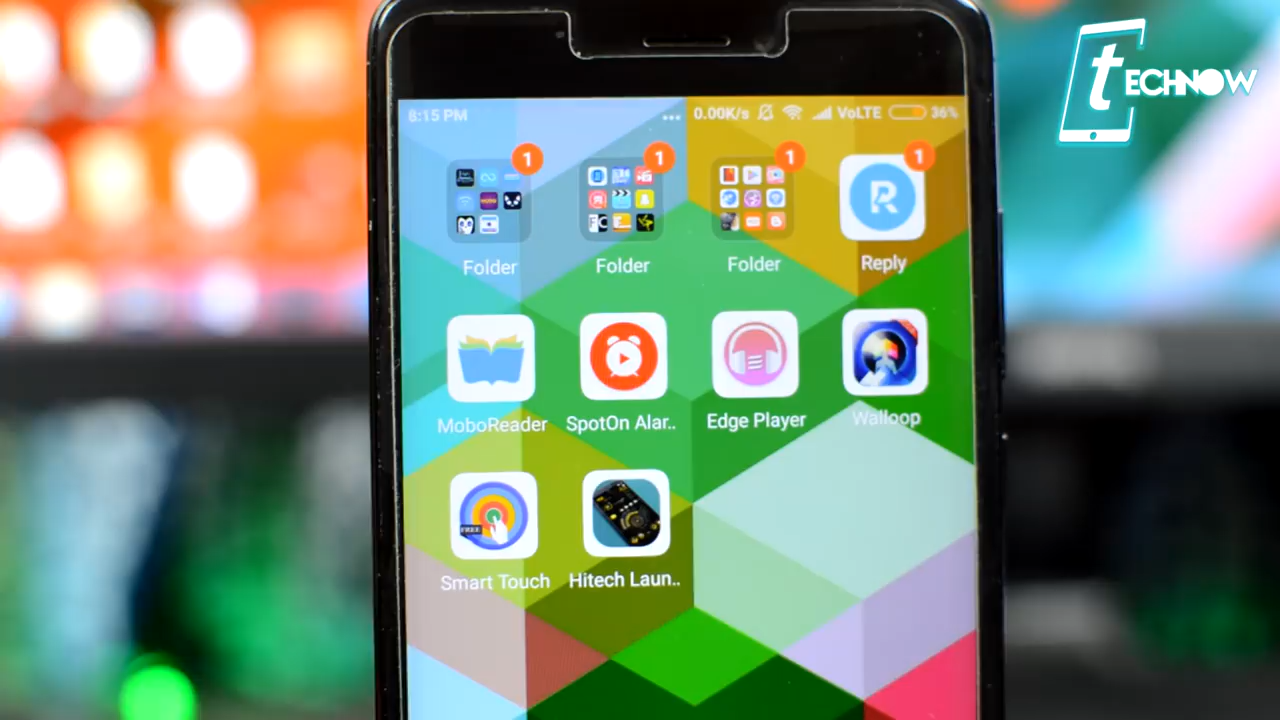 tECHNOW
8:15 PM ... 0.00K/s VoLTE 36%
1 1 1 1
Folder Folder Folder Reply
MoboReader SpotOn Alar.. Edge Player Walloop
FREE
Smart Touch Hitech Laun..